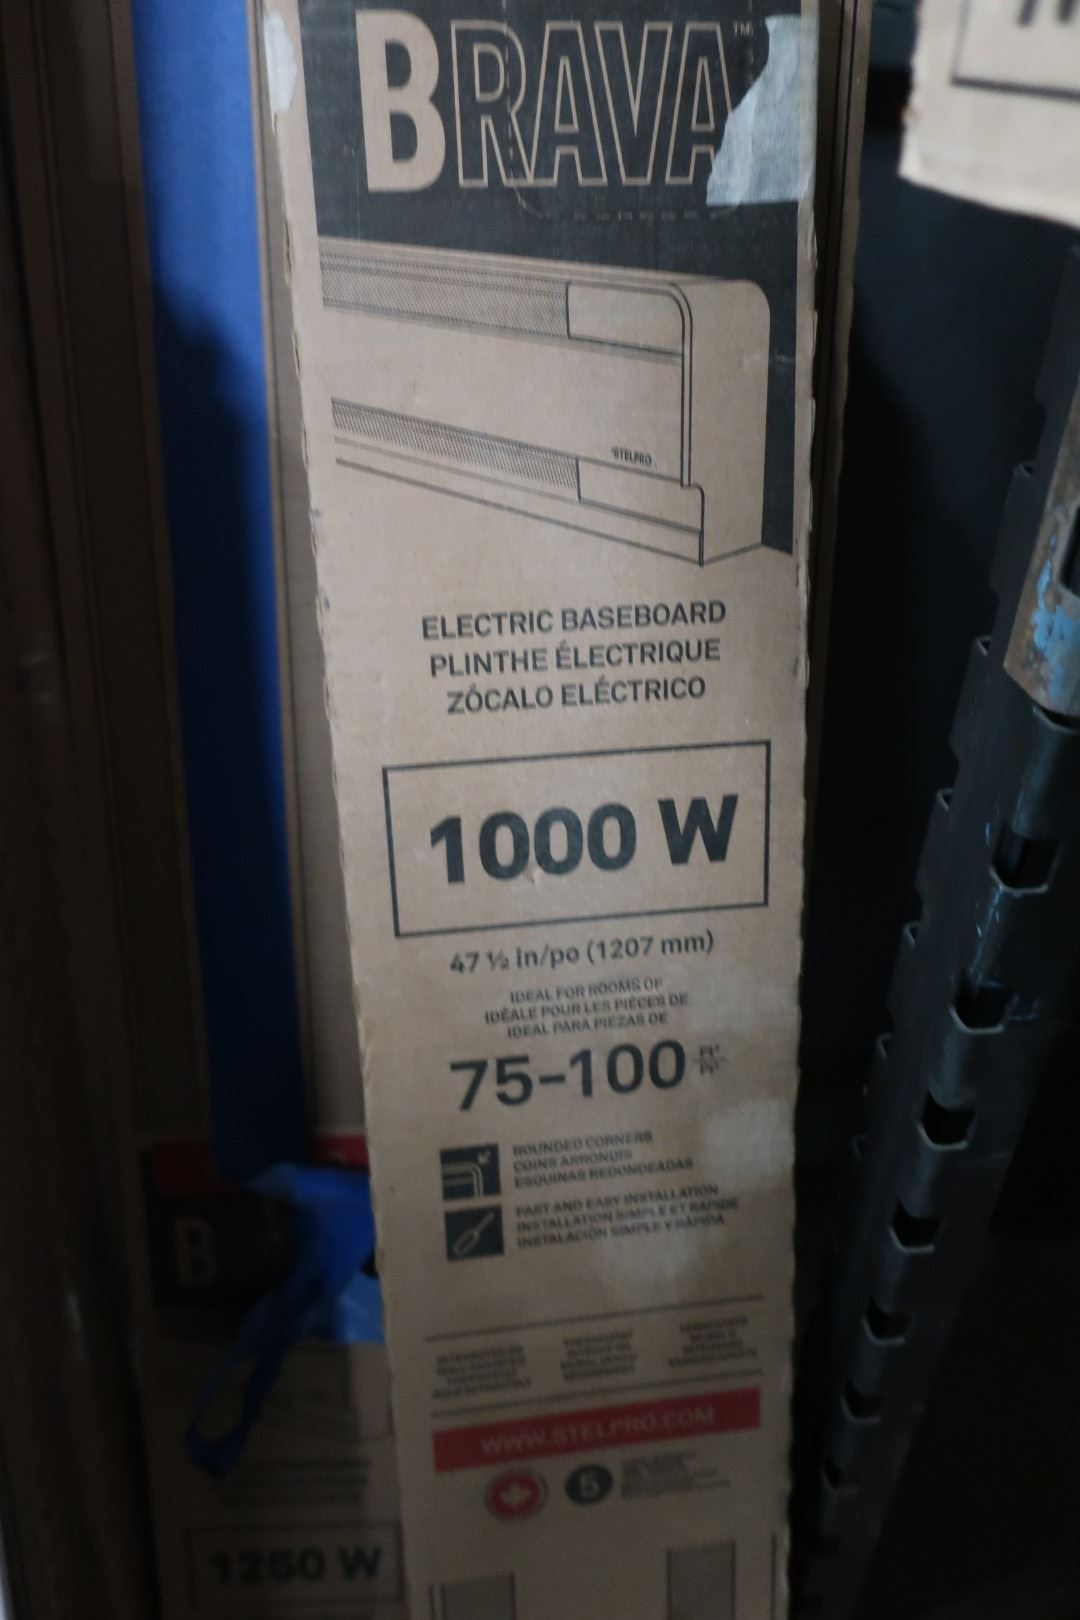 BRAVA™
STELPRO
ELECTRIC BASEBOARD
PLINTHE ÉLECTRIQUE
ZÓCALO ELÉCTRICO
1000 W
47 ½ in/po (1207 mm)
IDEAL FOR ROOMS OF
IDÉALE POUR LES PIÈCES DE
IDEAL PARA PIEZAS DE
75-100 Pi²
ROUNDED CORNERS
COINS ARRONDIS
ESQUINAS REDONDEADAS
FAST AND EASY INSTALLATION
INSTALLATION SIMPLE ET RAPIDE
INSTALACIÓN SIMPLE Y RÁPIDA
WWW.STELPRO.COM
5
B
1250 W